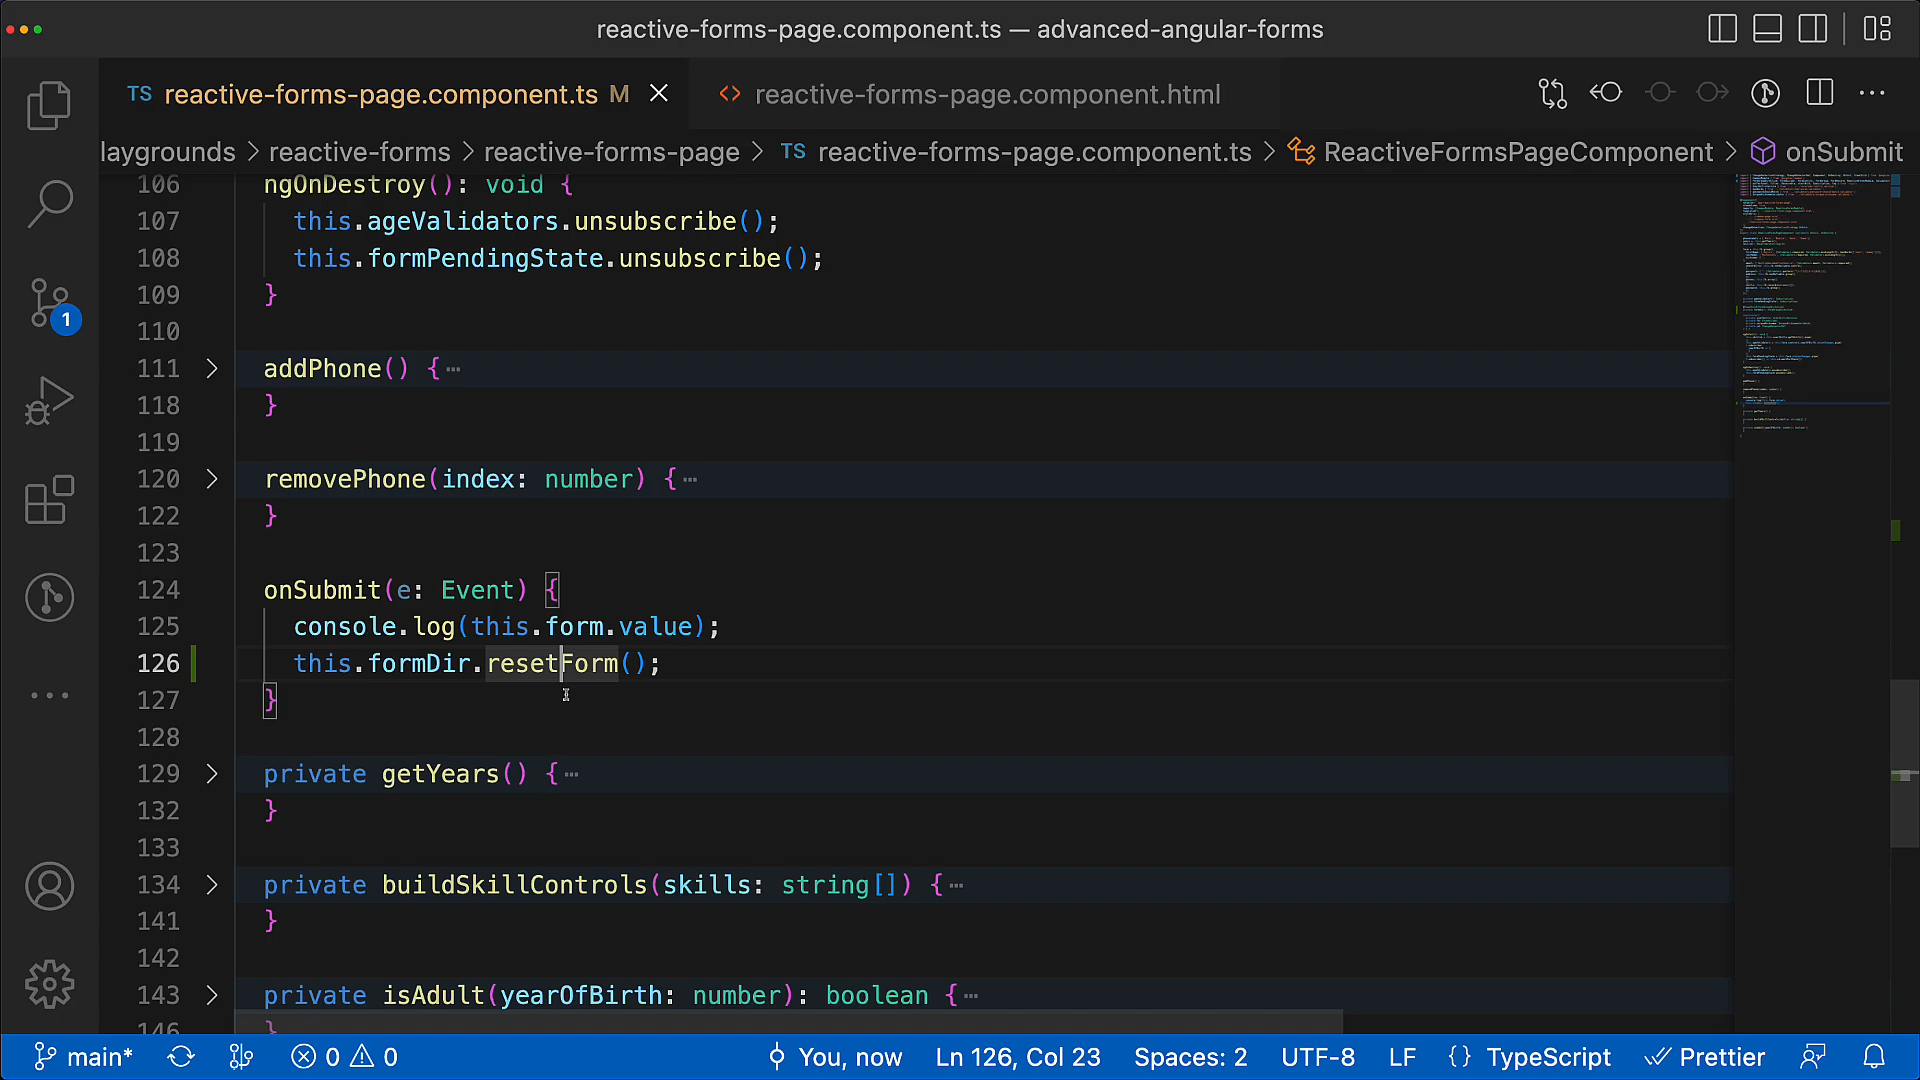 reactive-forms-page.component.ts — advanced-angular-forms
TS reactive-forms-page.component.ts M
<> reactive-forms-page.component.html
laygrounds > reactive-forms > reactive-forms-page > TS reactive-forms-page.component.ts > ReactiveFormsPageComponent > onSubmit
106 ngOnDestroy(): void {
107 this.ageValidators.unsubscribe();
108 this.formPendingState.unsubscribe();
109 }
110
111 > addPhone() { ···
118 }
119
120 > removePhone(index: number) { ···
122 }
123
124 onSubmit(e: Event) {
125 console.log(this.form.value);
126 this.formDir.resetForm();
127 }
128
129 > private getYears() { ···
132 }
133
134 > private buildSkillControls(skills: string[]) { ···
141 }
142
143 > private isAdult(yearOfBirth: number): boolean { ···
146 }
1
main* 0 0 You, now Ln 126, Col 23 Spaces: 2 UTF-8 LF {} TypeScript Prettier